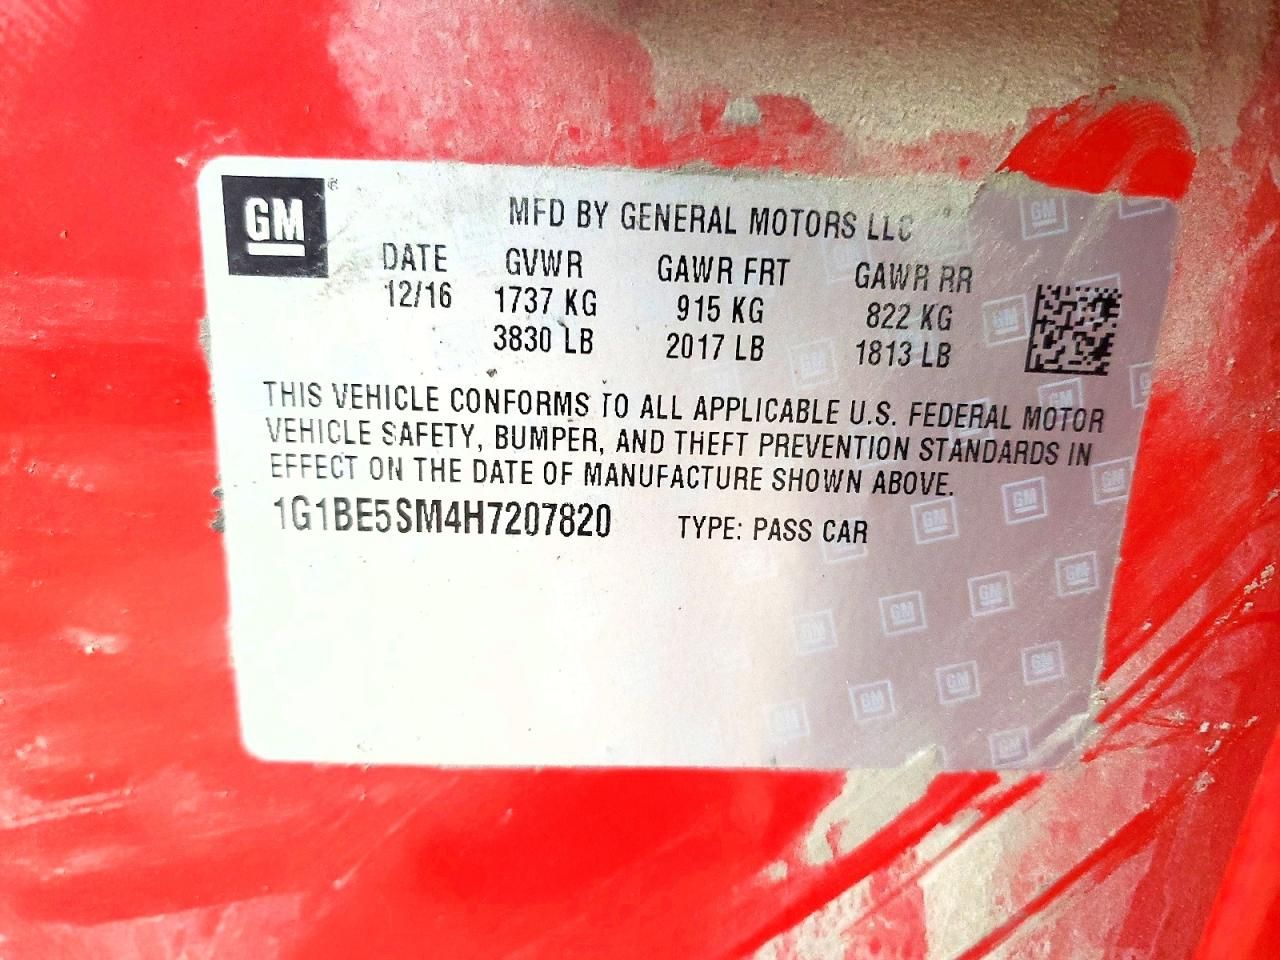 GM
MFD BY GENERAL MOTORS LLC
DATE GVWR GAWR FRT GAWR RR
12/16 1737 KG 915 KG 822 KG
3830 LB 2017 LB 1813 LB
THIS VEHICLE CONFORMS TO ALL APPLICABLE U.S. FEDERAL MOTOR
VEHICLE SAFETY, BUMPER, AND THEFT PREVENTION STANDARDS IN
EFFECT ON THE DATE OF MANUFACTURE SHOWN ABOVE.
1G1BE5SM4H7207820 TYPE: PASS CAR